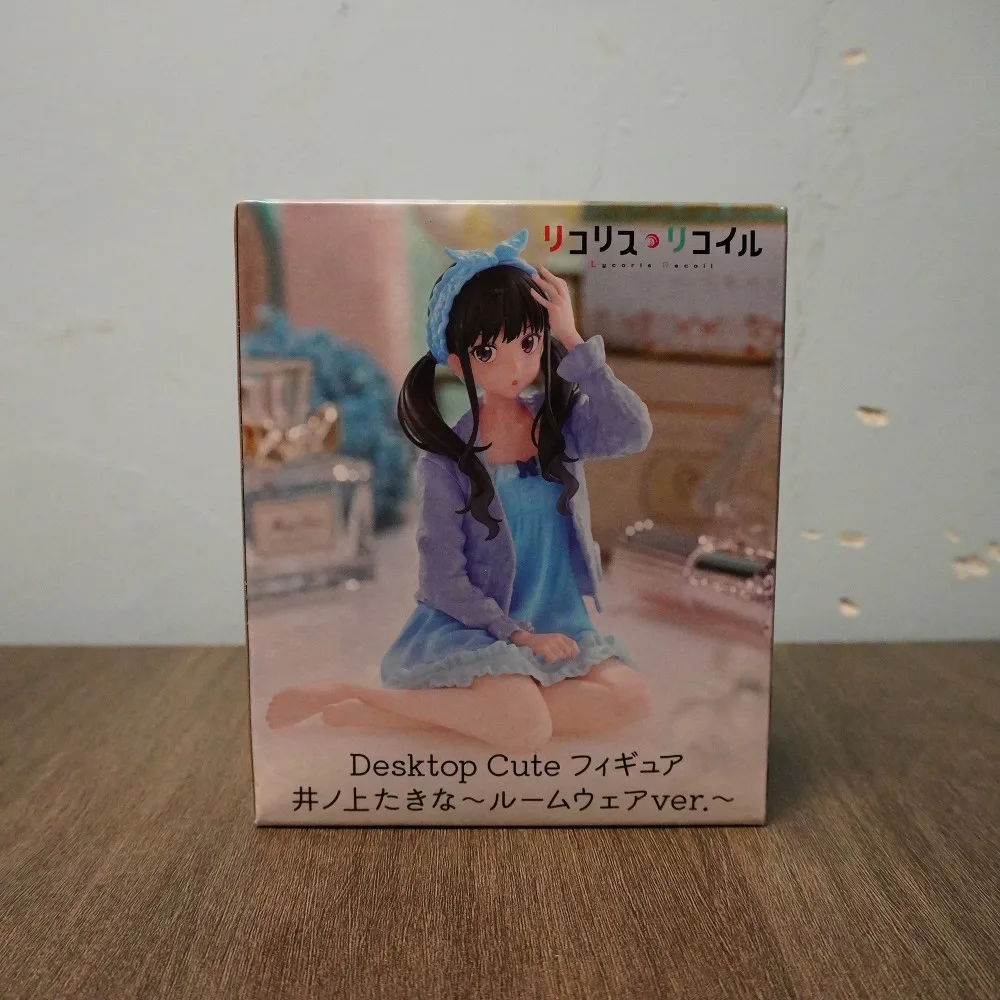 リコリス・リコイル
Lycoris Recoil
Desktop Cute フィギュア
井ノ上たきな～ルームウェアver.～